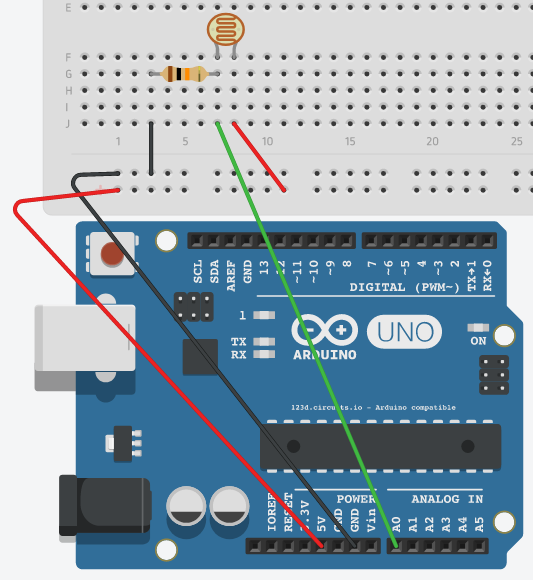 E
F
G
H
I
J
1 5 10 15 20 25
SCL
SDA
AREF
GND
13
12
~11
~10
~9
8
7
~6
~5
4
~3
2
TX→1
RX←0
DIGITAL (PWM~)
1
TX
RX
ARDUINO
UNO
ON
123d.circuits.io - Arduino compatible
POWER
ANALOG IN
IOREF
RESET
3.3V
5V
GND
GND
Vin
A0
A1
A2
A3
A4
A5